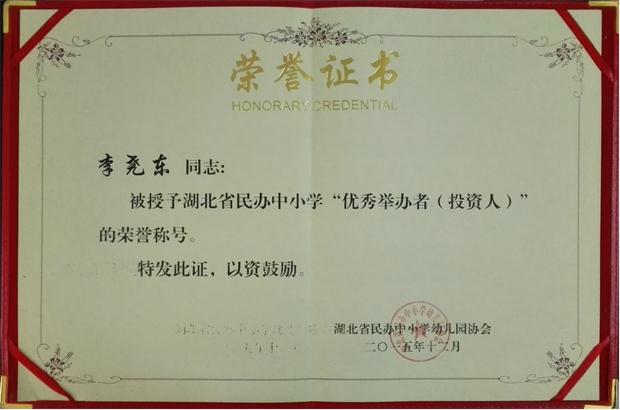 荣誉证书
HONORARY CREDENTIAL
李尧东 同志:
被授予湖北省民办中小学“优秀举办者（投资人）”
的荣誉称号。
特发此证，以资鼓励。
湖北省民办中小学幼儿园协会
二〇一五年十二月